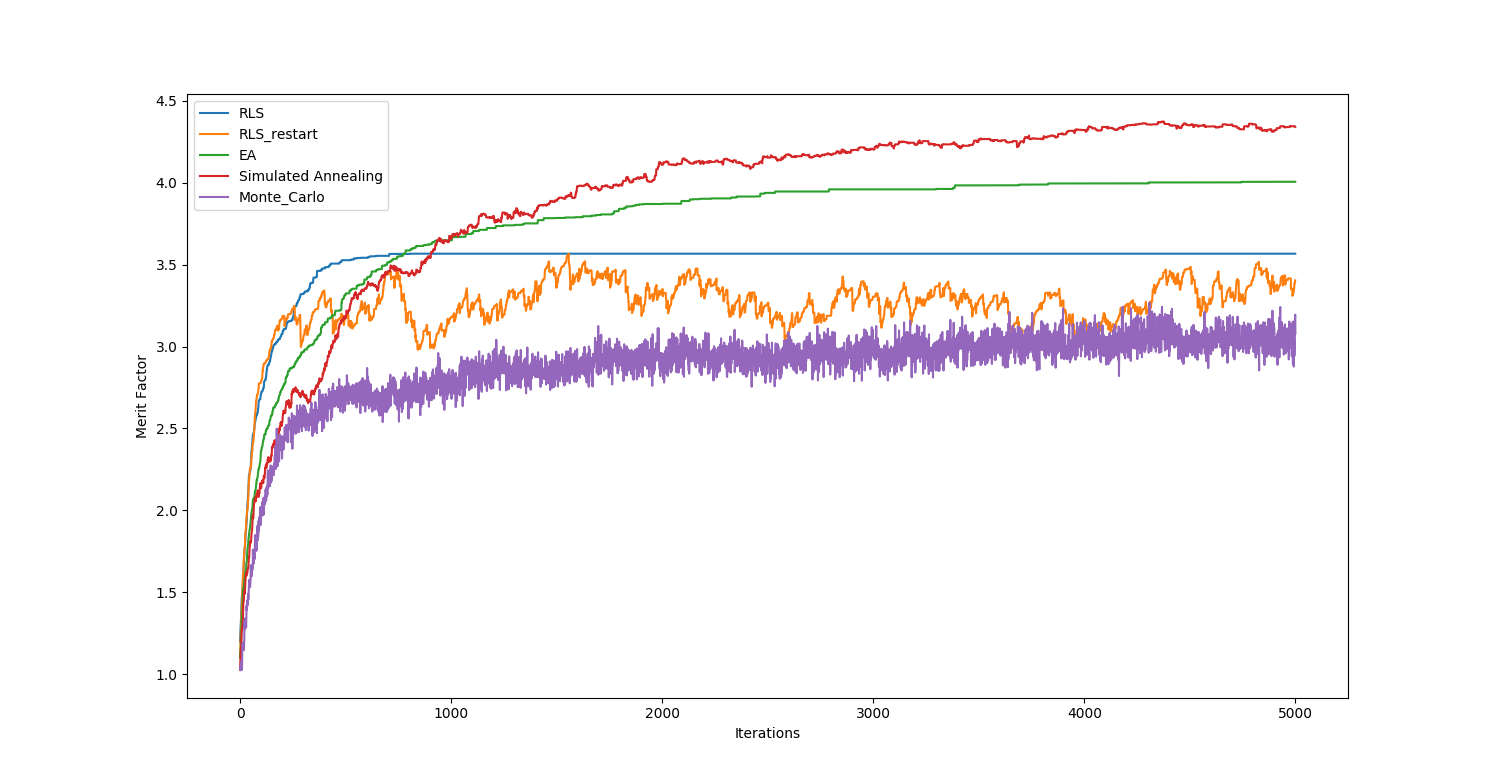 RLS
RLS_restart
EA
Simulated Annealing
Monte_Carlo
4.5
4.0
3.5
3.0
2.5
2.0
1.5
1.0
Merit Factor
0 1000 2000 3000 4000 5000
Iterations